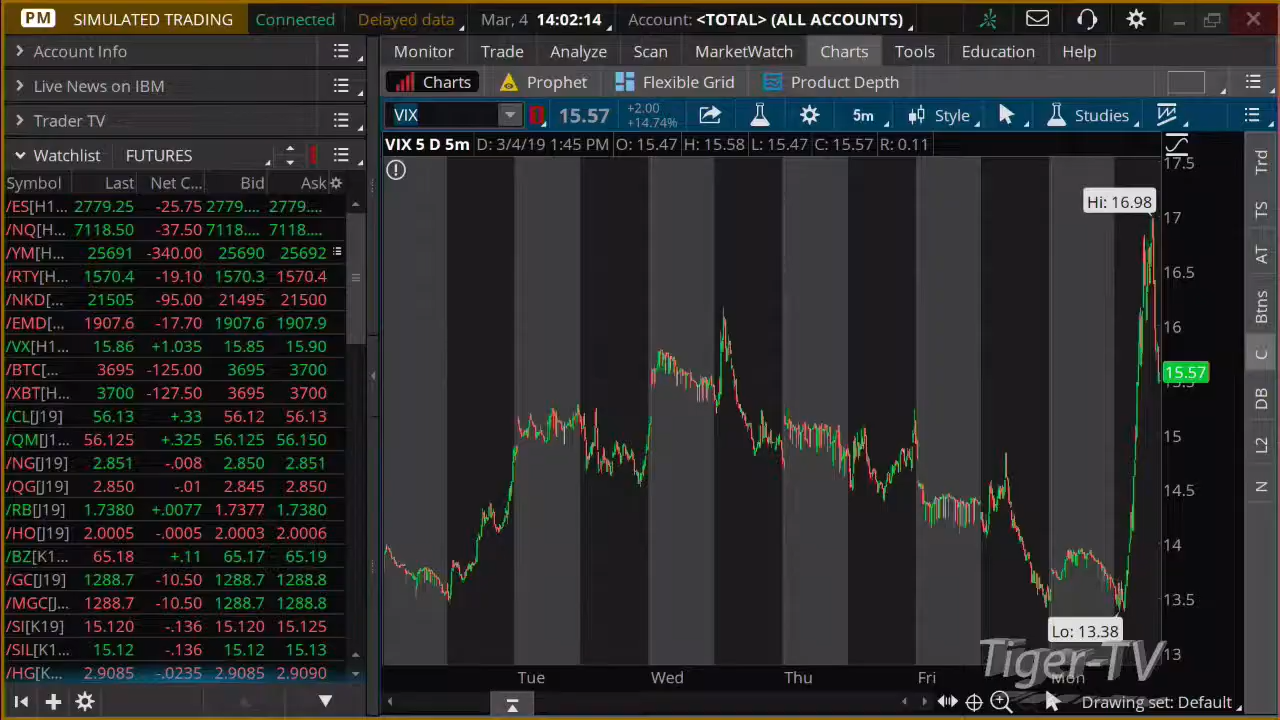 PM SIMULATED TRADING Connected Delayed data Mar, 4 14:02:14 Account: <TOTAL> (ALL ACCOUNTS)
Account Info
Live News on IBM
Trader TV
Watchlist FUTURES
Symbol Last Net C... Bid Ask
/ES[H1... 2779.25 -25.75 2779.... 2779....
/NQ[H... 7118.50 -37.50 7118.... 7118....
/YM[H... 25691 -340.00 25690 25692
/RTY[H... 1570.4 -19.10 1570.3 1570.4
/NKD[... 21505 -95.00 21495 21500
/EMD[... 1907.6 -17.70 1907.6 1907.9
/VX[H1... 15.86 +1.035 15.85 15.90
/BTC[... 3695 -125.00 3695 3700
/XBT[H... 3700 -127.50 3695 3700
/CL[J19] 56.13 +.33 56.12 56.13
/QM[J1... 56.125 +.325 56.125 56.150
/NG[J19] 2.851 -.008 2.850 2.851
/QG[J19] 2.850 -.01 2.845 2.850
/RB[J19] 1.7380 +.0077 1.7377 1.7380
/HO[J19] 2.0005 -.0005 2.0003 2.0006
/BZ[K1... 65.18 +.11 65.17 65.19
/GC[J19] 1288.7 -10.50 1288.7 1288.8
/MGC[J... 1288.7 -10.50 1288.7 1288.8
/SI[K19] 15.120 -.136 15.120 15.125
/SIL[K1... 15.12 -.136 15.12 15.13
/HG[K... 2.9085 -.0235 2.9085 2.9090
Monitor Trade Analyze Scan MarketWatch Charts Tools Education Help
Charts Prophet Flexible Grid Product Depth
VIX 15.57 +2.00 +14.74% 5m Style Studies
VIX 5 D 5m D: 3/4/19 1:45 PM O: 15.47 H: 15.58 L: 15.47 C: 15.57 R: 0.11
17.5
Hi: 16.98
17
16.5
16
15.57
15.5
15
14.5
14
13.5
Lo: 13.38
13
Tiger-TV
Tue Wed Thu Fri Mon
Drawing set: Default
Trd
TS
AT
Btns
C
DB
L2
N